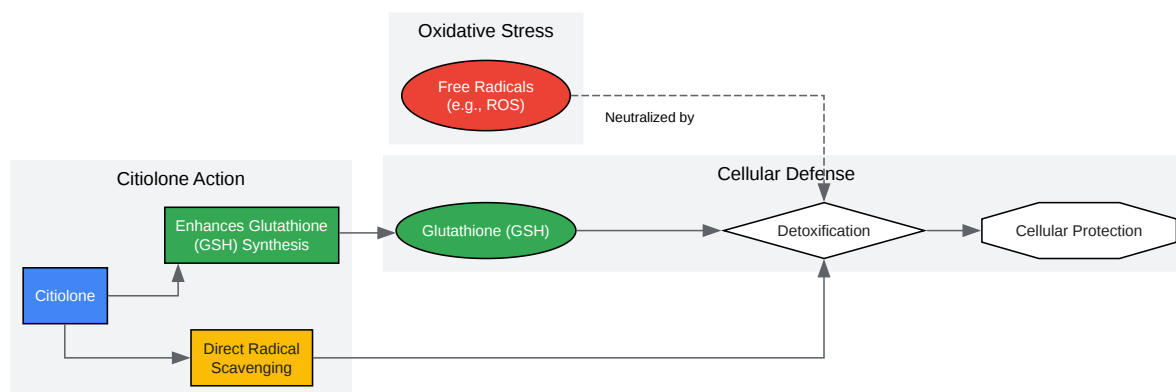 Oxidative Stress
Free Radicals
(e.g., ROS)
Neutralized by
Citiolone Action
Cellular Defense
Enhances Glutathione
(GSH) Synthesis
Glutathione (GSH)
Detoxification
Cellular Protection
Citiolone
Direct Radical
Scavenging